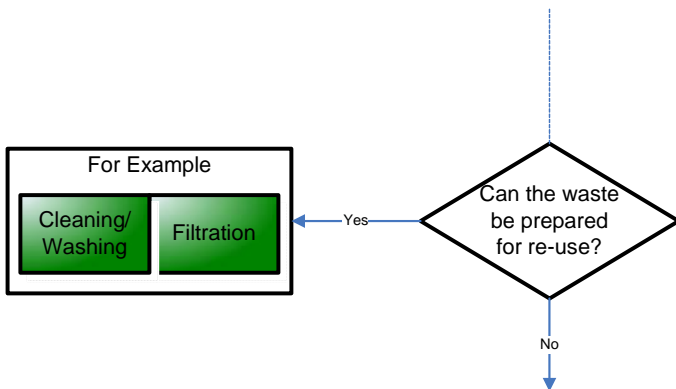 For Example
Cleaning/
Washing
Filtration
Yes
Can the waste
be prepared
for re-use?
No